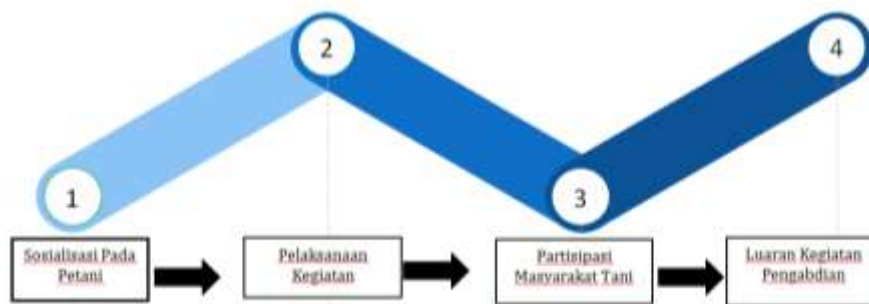 2
4
1
3
Sosialisasi Pada
Petani
Pelaksanaan
Kegiatan
Partisipasi
Masyarakat Tani
Luaran Kegiatan
Pengabdian